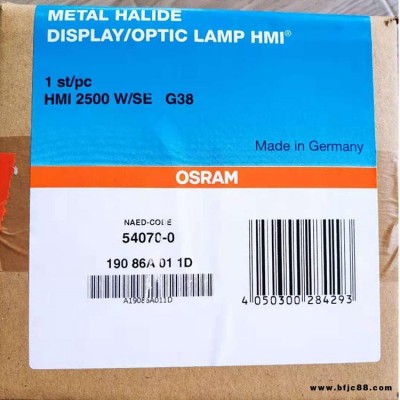 METAL HALIDE
DISPLAY/OPTIC LAMP HMI®
1 st/pc
HMI 2500 W/SE G38
Made in Germany
OSRAM
NAED-CODE
54070-0
190 86A 01 1D
A19086A011D
4 050300 284293
www.bfjc88.com